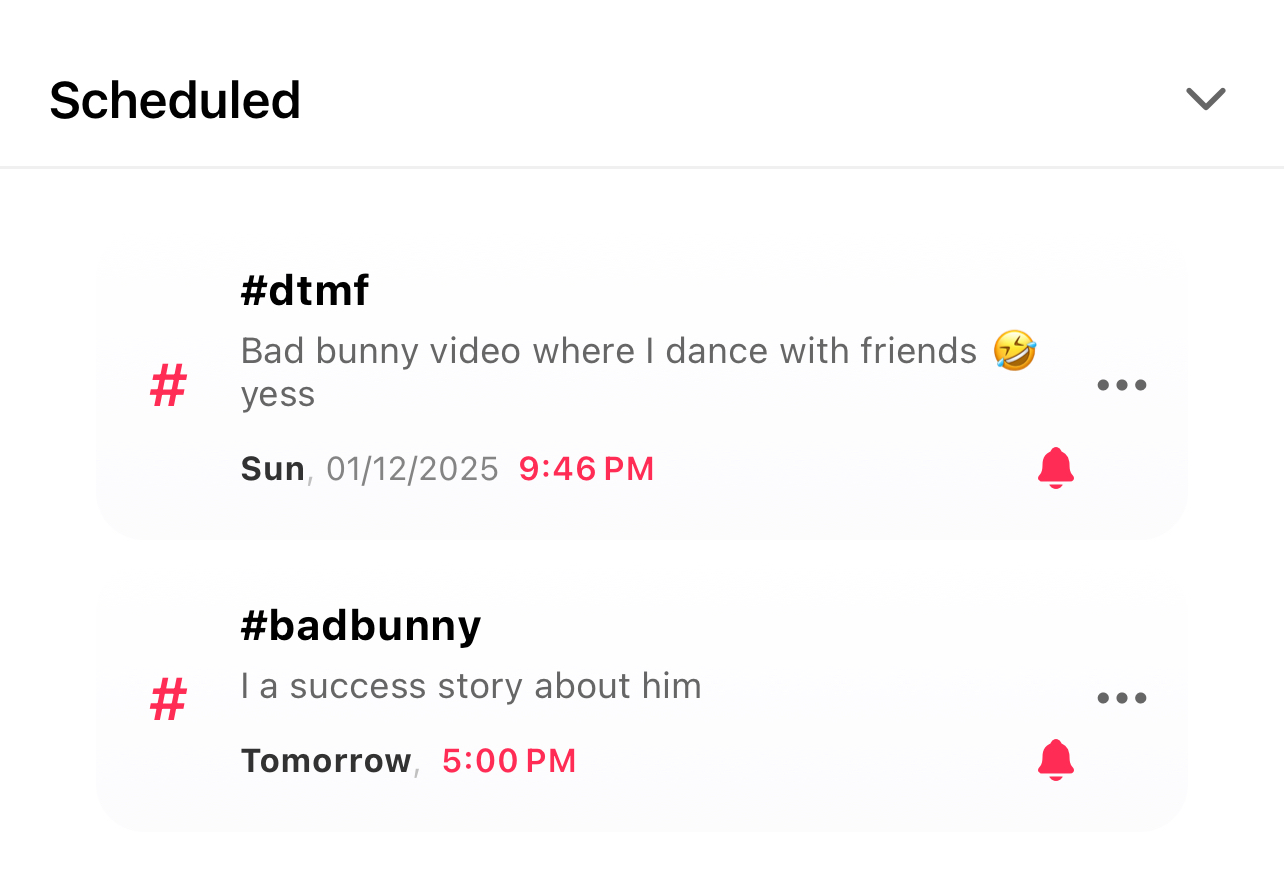 Scheduled
#dtmf
Bad bunny video where I dance with friends 🤣
yess
#
Sun, 01/12/2025 9:46 PM
#badbunny
I a success story about him
#
Tomorrow, 5:00 PM